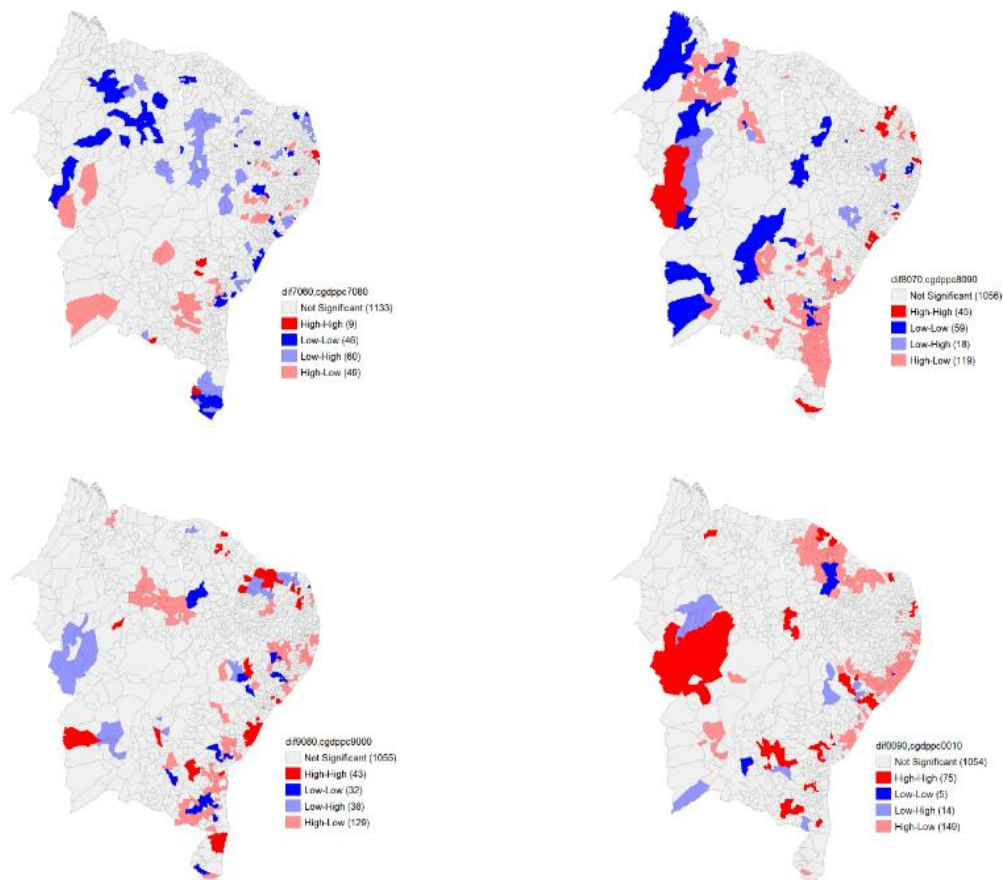 dif7060,cgdppc7080
Not Significant (1133)
High-High (9)
Low-Low (46)
Low-High (60)
High-Low (49)
dif8070,cgdppc8090
Not Significant (1056)
High-High (45)
Low-Low (59)
Low-High (18)
High-Low (119)
dif9080,cgdppc9000
Not Significant (1055)
High-High (43)
Low-Low (32)
Low-High (38)
High-Low (129)
dif0090,cgdppc0010
Not Significant (1054)
High-High (75)
Low-Low (5)
Low-High (14)
High-Low (149)